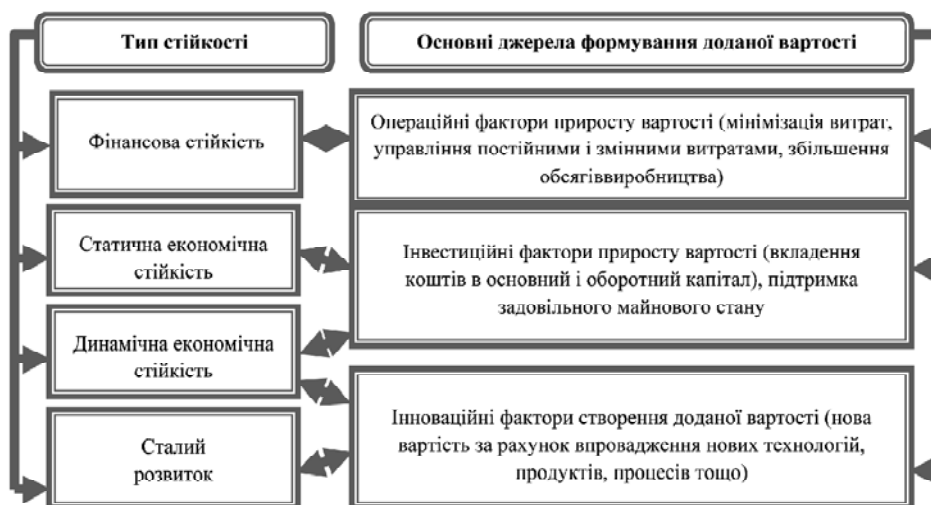 Тип стійкості
Основні джерела формування доданої вартості
Фінансова стійкість
Операційні фактори приросту вартості (мінімізація витрат,
управління постійними і змінними витратами, збільшення
обсягіввиробництва)
Статична економічна
стійкість
Інвестиційні фактори приросту вартості (вкладення
коштів в основний і оборотний капітал), підтримка
задовільного майнового стану
Динамічна економічна
стійкість
Сталий
розвиток
Інноваційні фактори створення доданої вартості (нова
вартість за рахунок впровадження нових технологій,
продуктів, процесів тощо)